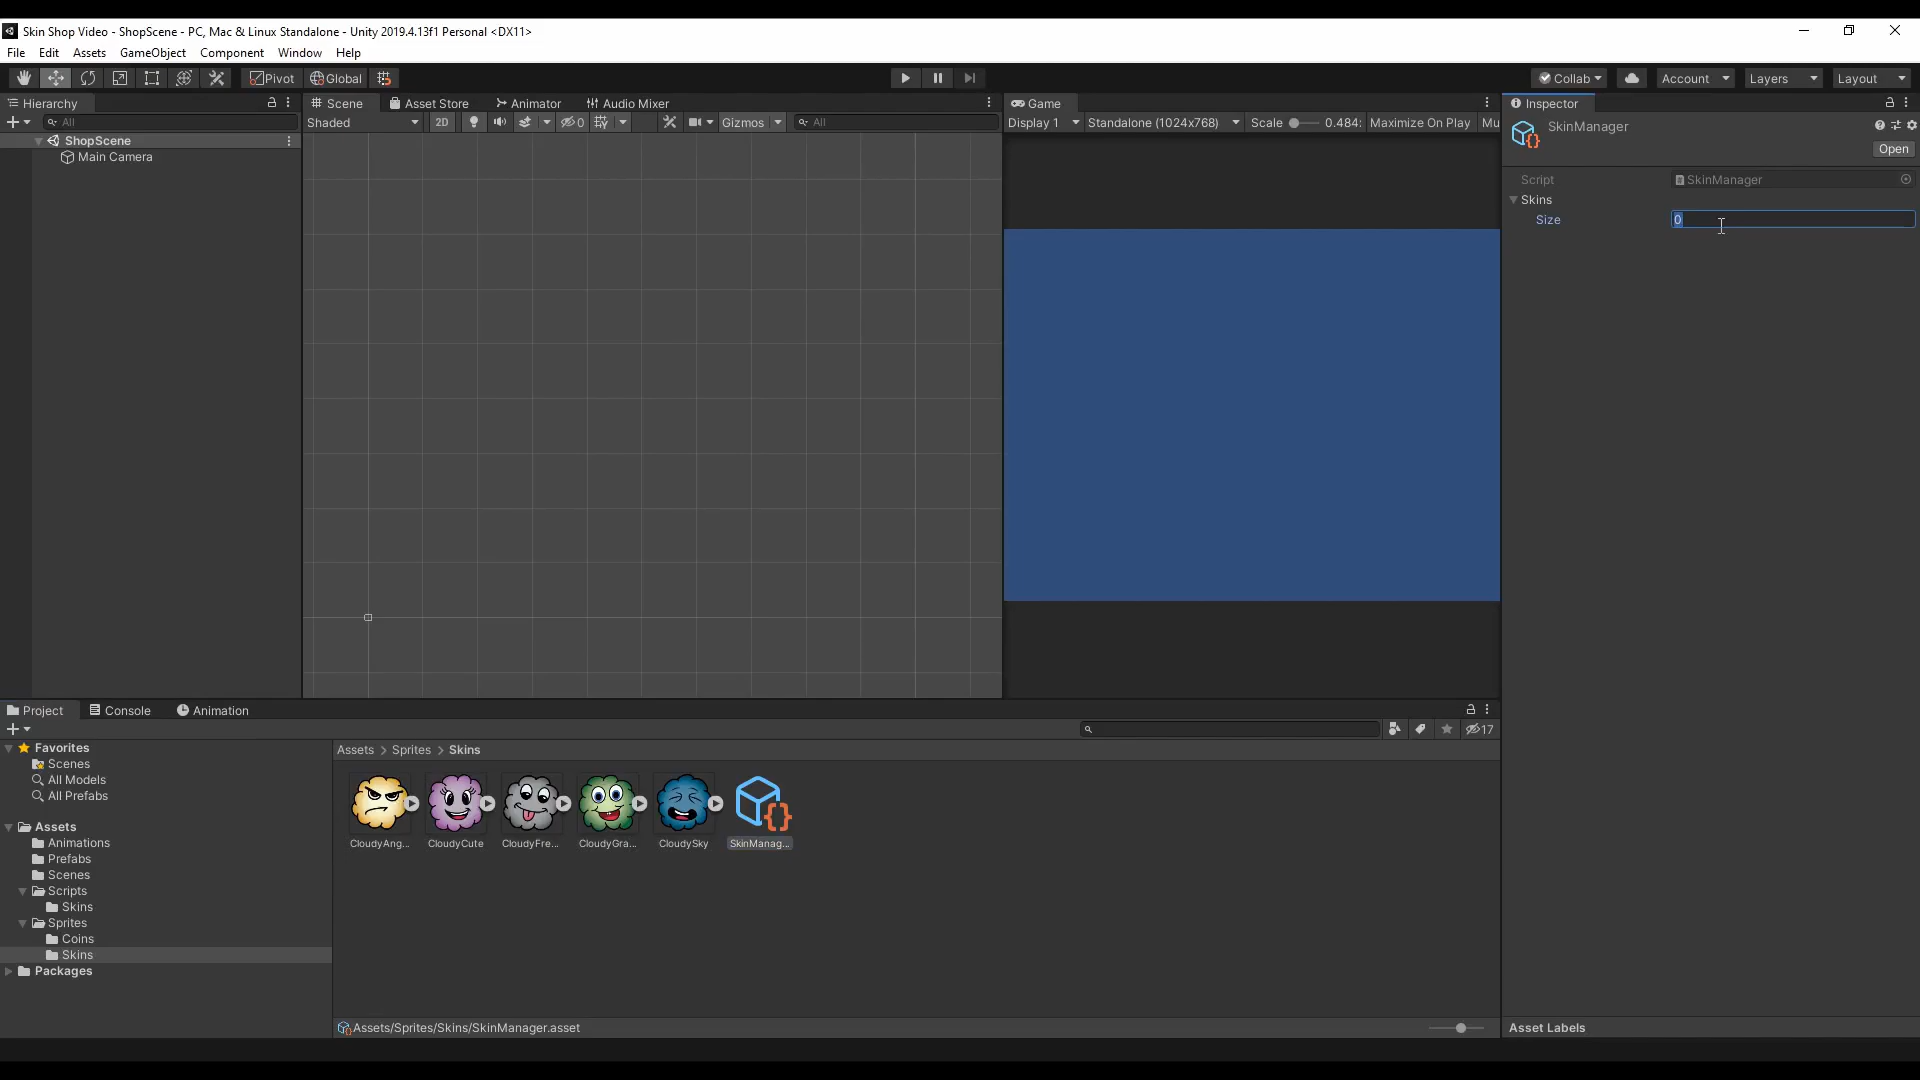 Skin Shop Video - ShopScene - PC, Mac & Linux Standalone - Unity 2019.4.13f1 Personal <DX11>
File Edit Assets GameObject Component Window Help
Pivot Global Collab Account Layers Layout
Hierarchy
All
ShopScene
Main Camera
Scene Asset Store Animator Audio Mixer
Shaded 2D 0 Gizmos All
Game
Display 1 Standalone (1024x768) Scale 0.484: Maximize On Play Mu
Inspector
SkinManager
Open
Script SkinManager
Skins
Size 0
Project Console Animation
17
Favorites
Scenes
All Models
All Prefabs
Assets
Animations
Prefabs
Scenes
Scripts
Skins
Sprites
Coins
Skins
Packages
Assets > Sprites > Skins
CloudyAng... CloudyCute CloudyFre... CloudyGra... CloudySky SkinManag...
Assets/Sprites/Skins/SkinManager.asset
Asset Labels